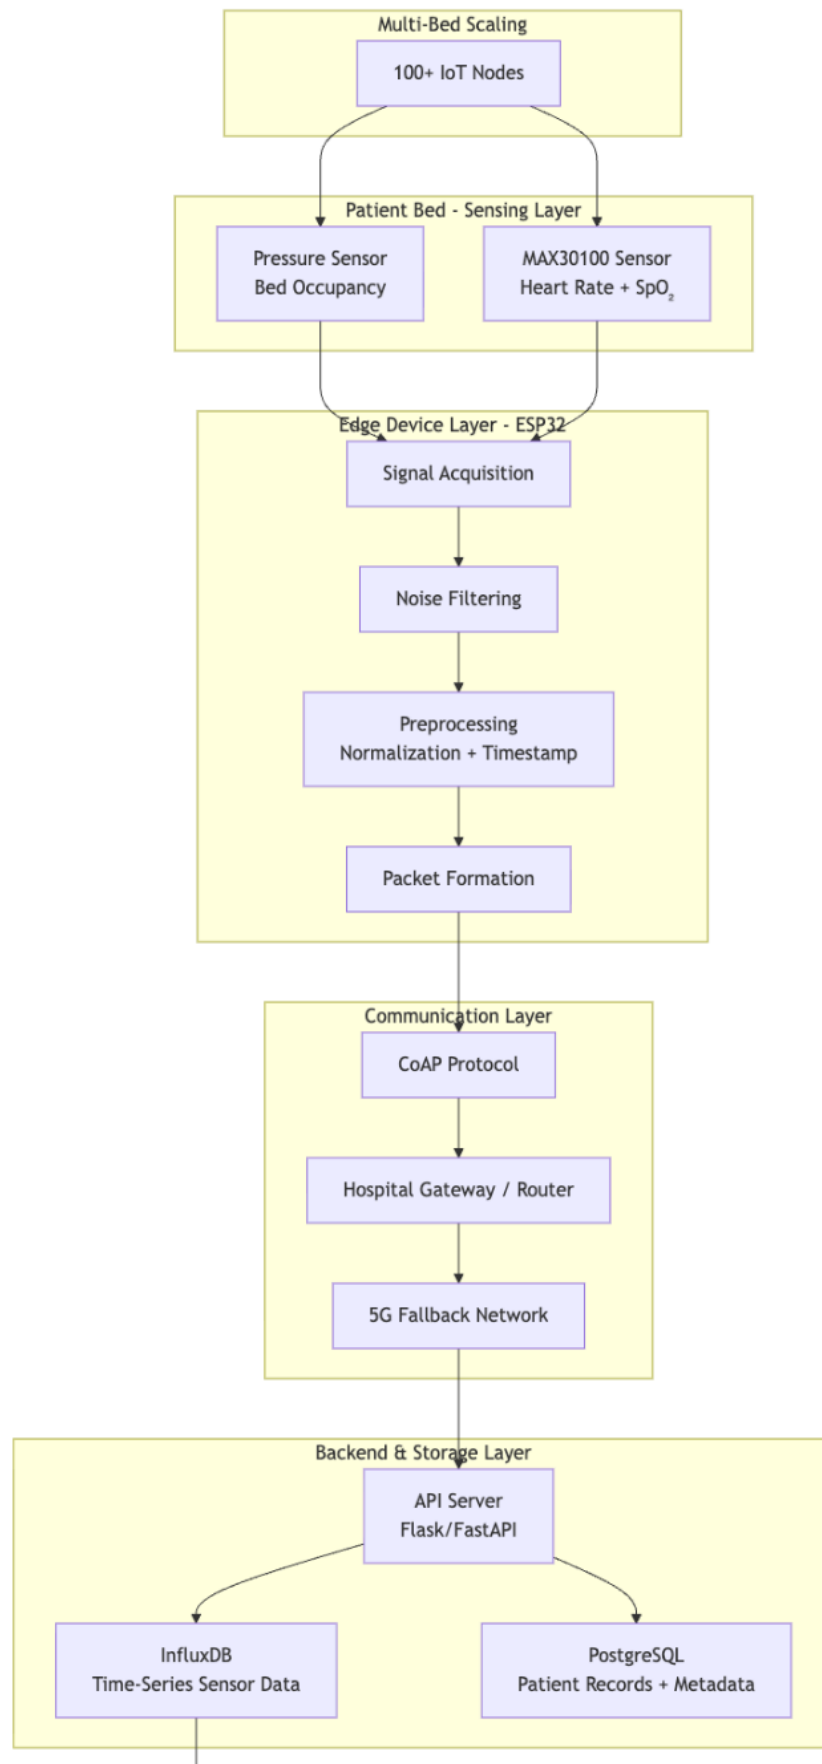 Multi-Bed Scaling
100+ IoT Nodes
Patient Bed - Sensing Layer
Pressure Sensor
Bed Occupancy
MAX30100 Sensor
Heart Rate + SpO₂
Edge Device Layer - ESP32
Signal Acquisition
Noise Filtering
Preprocessing
Normalization + Timestamp
Packet Formation
Communication Layer
CoAP Protocol
Hospital Gateway / Router
5G Fallback Network
Backend & Storage Layer
API Server
Flask/FastAPI
InfluxDB
Time-Series Sensor Data
PostgreSQL
Patient Records + Metadata